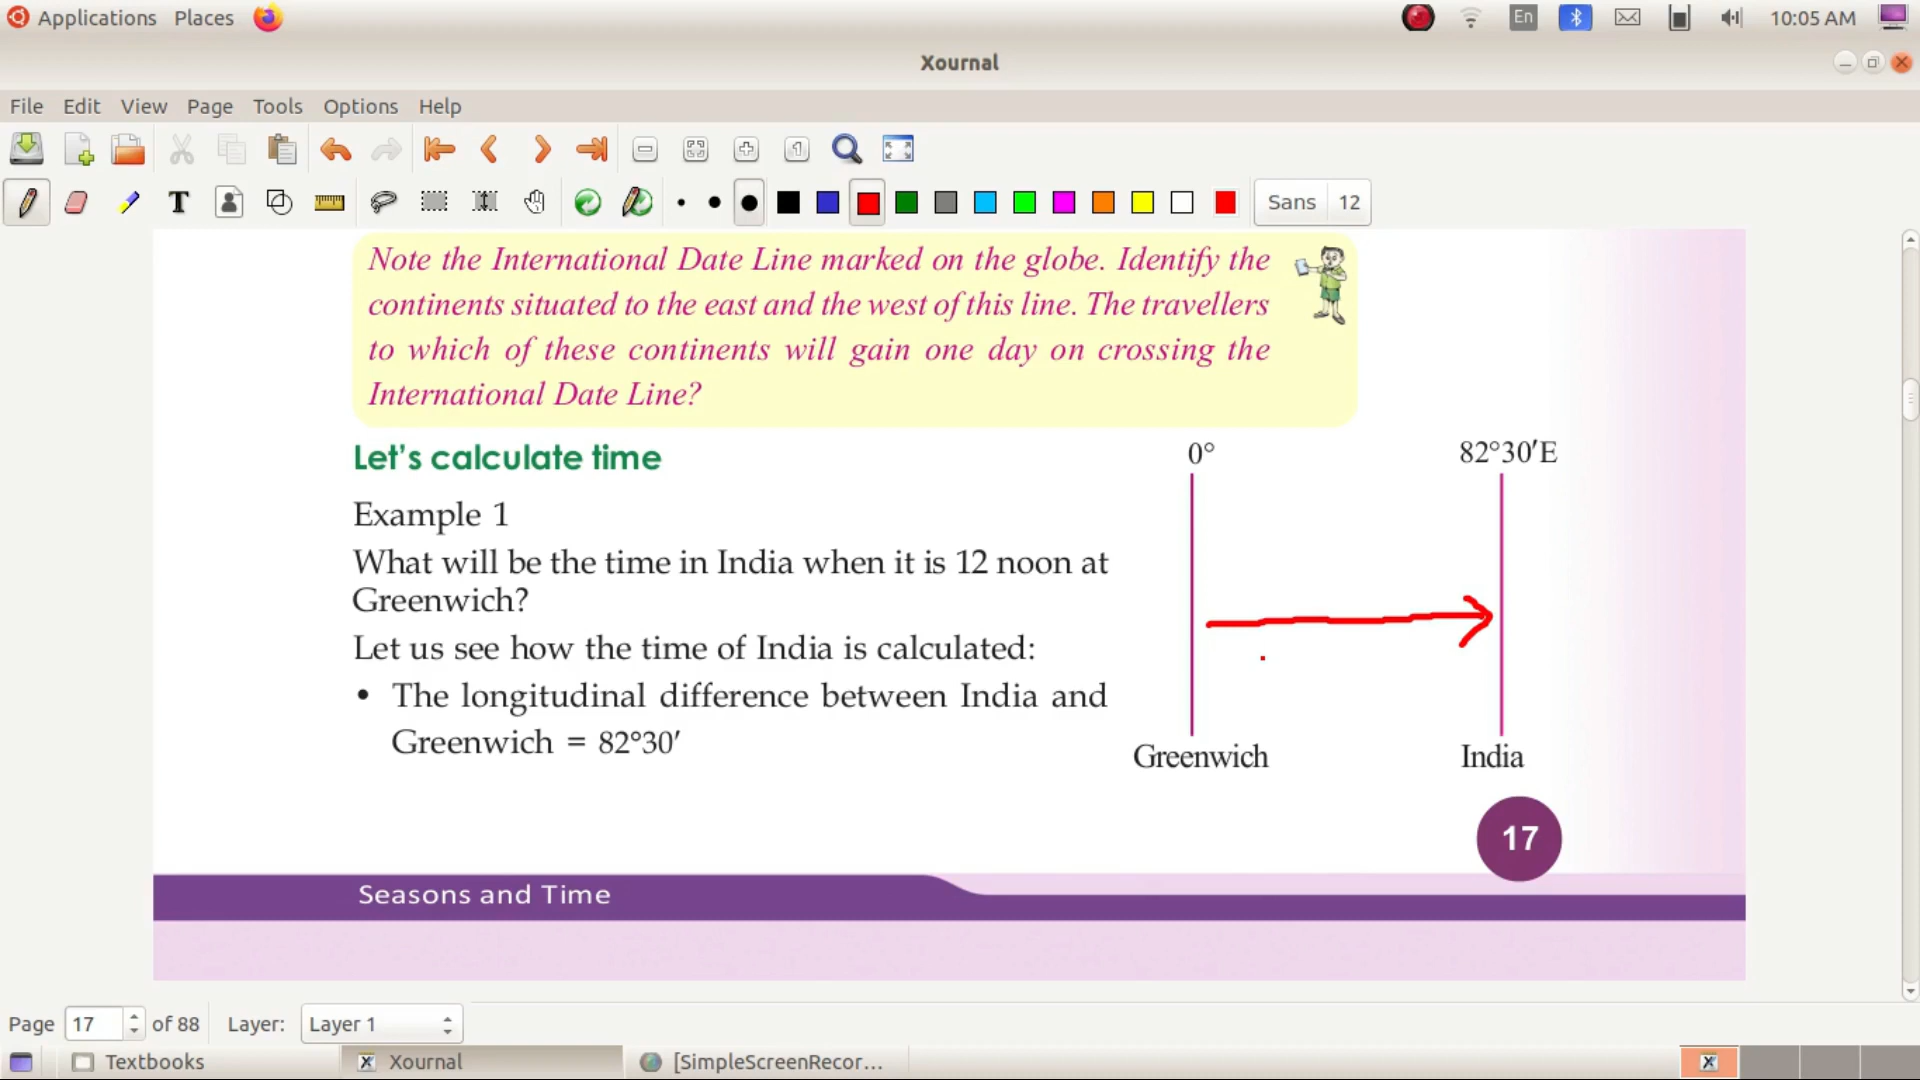 Applications Places En 10:05 AM
Xournal
File Edit View Page Tools Options Help
T Sans 12
Note the International Date Line marked on the globe. Identify the
continents situated to the east and the west of this line. The travellers
to which of these continents will gain one day on crossing the
International Date Line?
Let's calculate time
Example 1
What will be the time in India when it is 12 noon at
Greenwich?
Let us see how the time of India is calculated:
• The longitudinal difference between India and
Greenwich = 82°30′
0° 82°30′E
Greenwich India
17
Seasons and Time
Page 17 of 88 Layer: Layer 1
Textbooks Xournal [SimpleScreenRecor...